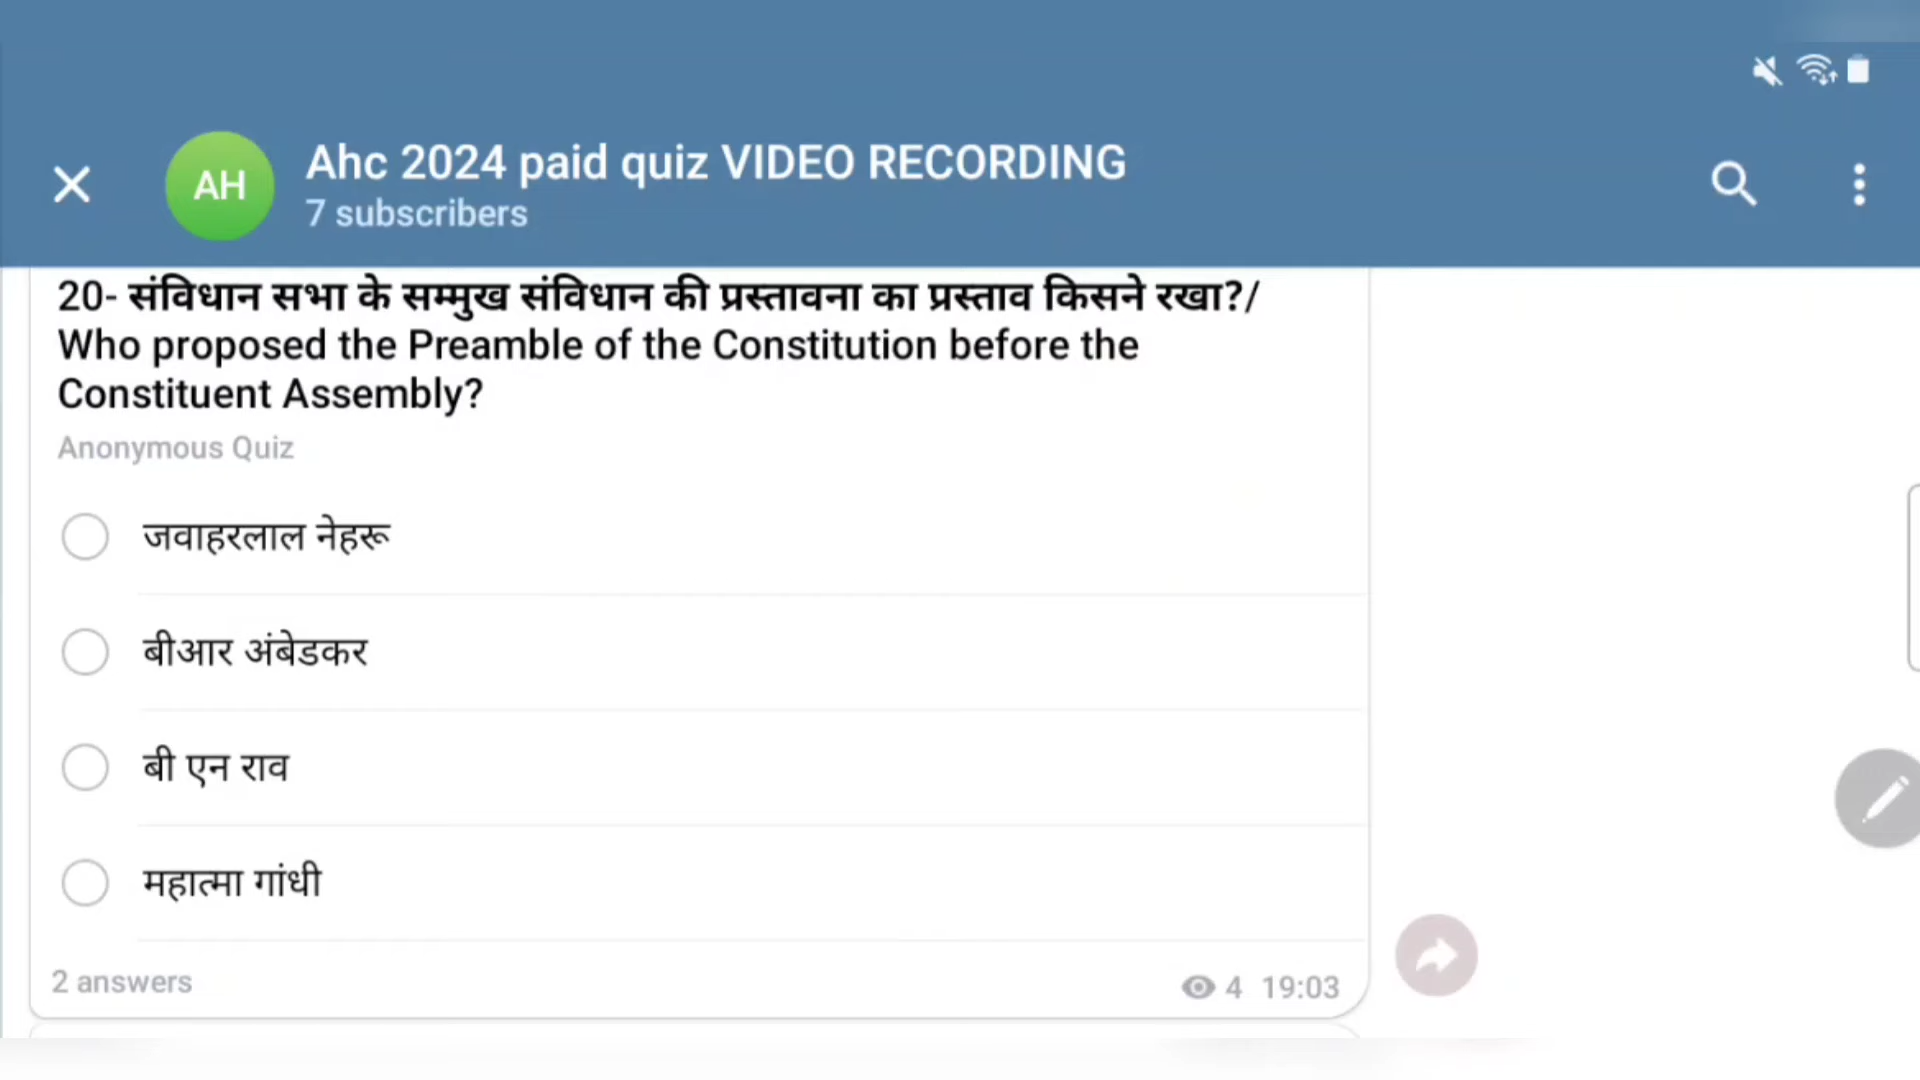 Ahc 2024 paid quiz VIDEO RECORDING
AH
7 subscribers
20- संविधान सभा के सम्मुख संविधान की प्रस्तावना का प्रस्ताव किसने रखा?/
Who proposed the Preamble of the Constitution before the
Constituent Assembly?
Anonymous Quiz
जवाहरलाल नेहरू
बीआर अंबेडकर
बी एन राव
महात्मा गांधी
2 answers
4 19:03